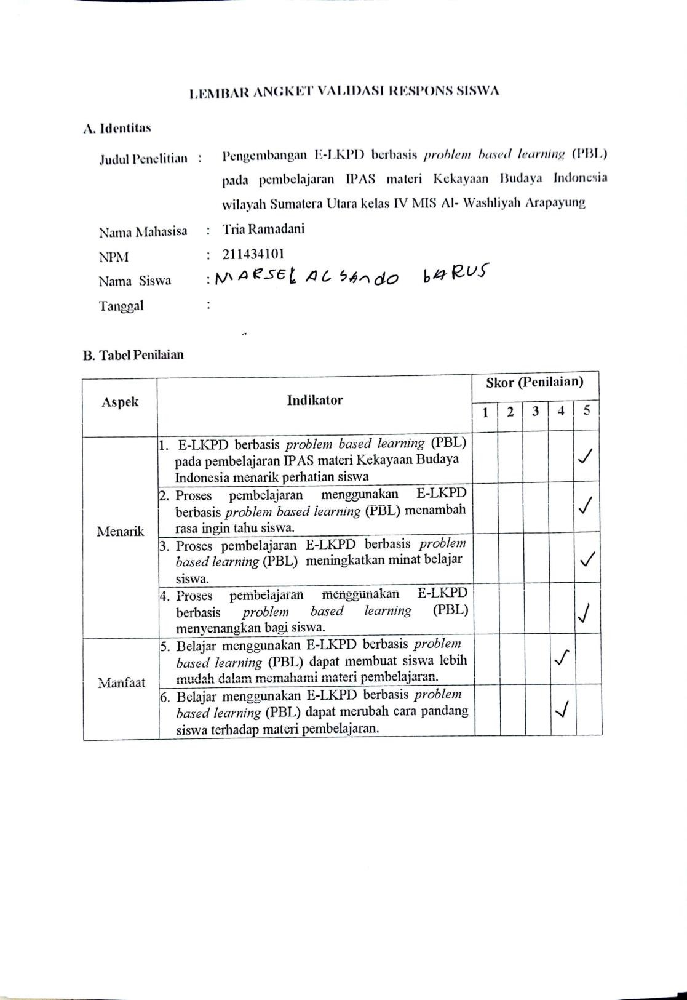 LEMBAR ANGKET VALIDASI RESPONS SISWA
A. Identitas
Judul Penelitian : Pengembangan E-LKPD berbasis problem based learning (PBL)
pada pembelajaran IPAS materi Kekayaan Budaya Indonesia
wilayah Sumatera Utara kelas IV MIS Al- Washliyah Arapayung
Nama Mahasisa : Tria Ramadani
NPM : 211434101
Nama Siswa : MARSEL ALSAndo bARUS
Tanggal :
B. Tabel Penilaian
Aspek Indikator Skor (Penilaian)
1 2 3 4 5
Menarik
1. E-LKPD berbasis problem based learning (PBL)
pada pembelajaran IPAS materi Kekayaan Budaya
Indonesia menarik perhatian siswa ✓
2. Proses pembelajaran menggunakan E-LKPD
berbasis problem based learning (PBL) menambah
rasa ingin tahu siswa. ✓
3. Proses pembelajaran E-LKPD berbasis problem
based learning (PBL) meningkatkan minat belajar
siswa. ✓
4. Proses pembelajaran menggunakan E-LKPD
berbasis problem based learning (PBL)
menyenangkan bagi siswa. ✓
Manfaat
5. Belajar menggunakan E-LKPD berbasis problem
based learning (PBL) dapat membuat siswa lebih
mudah dalam memahami materi pembelajaran. ✓
6. Belajar menggunakan E-LKPD berbasis problem
based learning (PBL) dapat merubah cara pandang
siswa terhadap materi pembelajaran. ✓